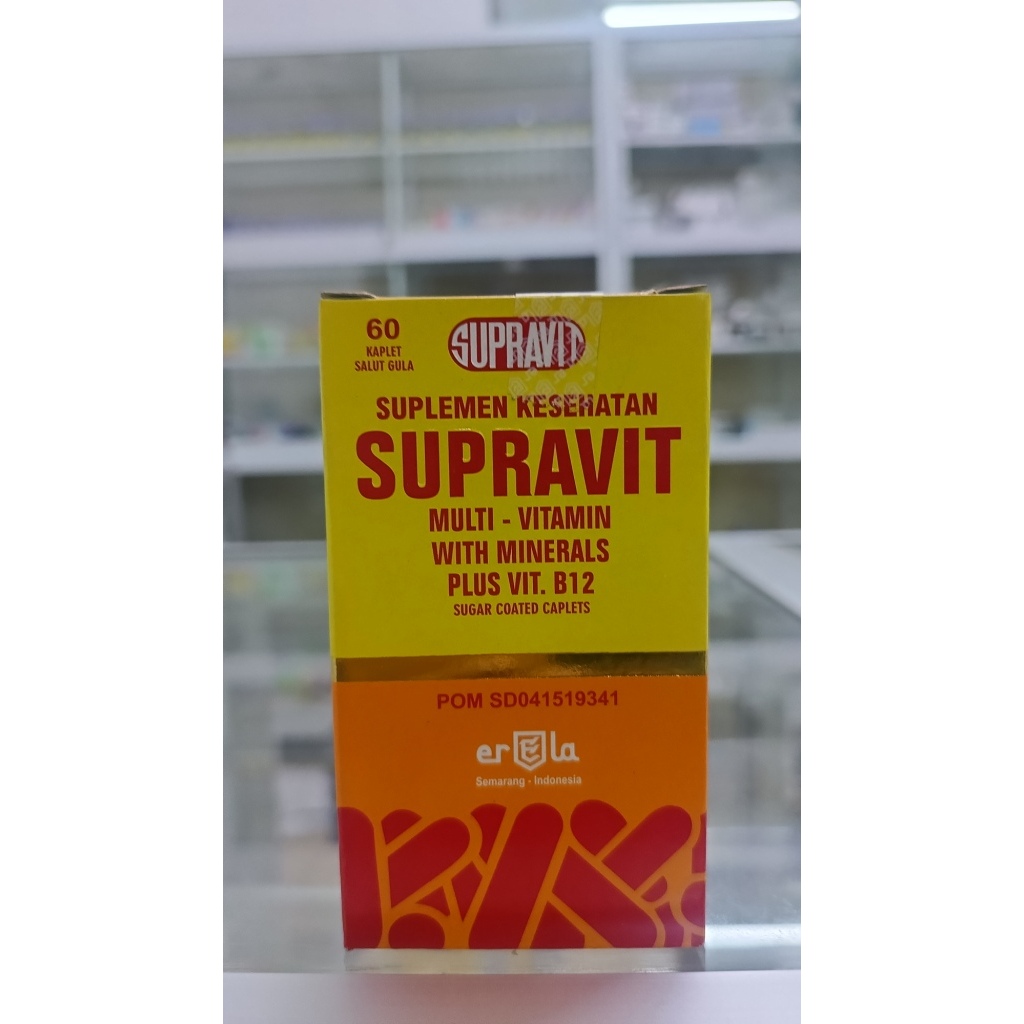 60
KAPLET
SALUT GULA
SUPRAVIT
SUPLEMEN KESEHATAN
SUPRAVIT
MULTI - VITAMIN
WITH MINERALS
PLUS VIT. B12
SUGAR COATED CAPLETS
POM SD041519341
erEla
Semarang - Indonesia